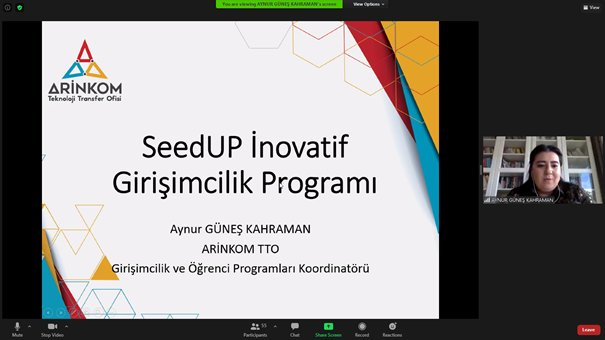 You are viewing AYNUR GÜNEŞ KAHRAMAN's screen
View Options
View
ARİNKOM
Teknoloji Transfer Ofisi
SeedUP İnovatif
Girişimcilik Programı
Aynur GÜNEŞ KAHRAMAN
ARİNKOM TTO
Girişimcilik ve Öğrenci Programları Koordinatörü
AYNUR GÜNEŞ KAHRAMAN
Mute
Stop Video
55
Participants
Chat
Share Screen
Record
Reactions
Leave